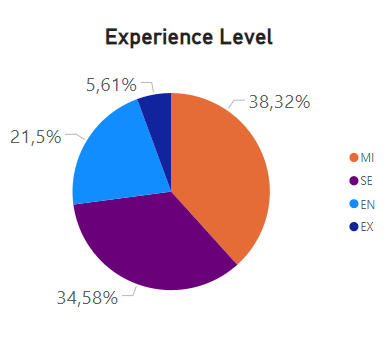 Experience Level
5,61%
38,32%
21,5%
34,58%
MI
SE
EN
EX